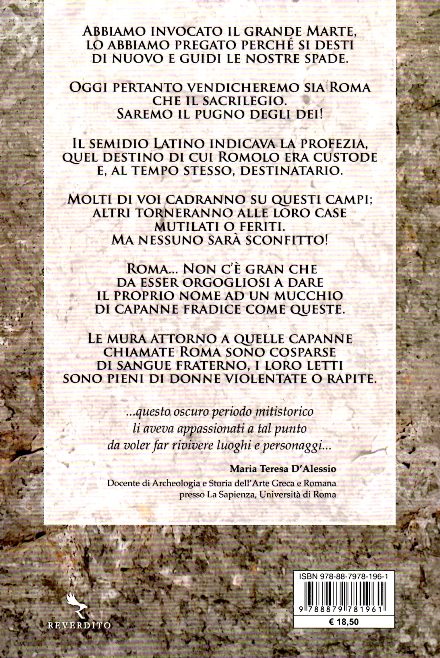 ABBIAMO INVOCATO IL GRANDE MARTE,
LO ABBIAMO PREGATO PERCHÉ SI DESTI
DI NUOVO E GUIDI LE NOSTRE SPADE.
OGGI PERTANTO VENDICHEREMO SIA ROMA
CHE IL SACRILEGIO.
SAREMO IL PUGNO DEGLI DEI!
IL SEMIDIO LATINO INDICAVA LA PROFEZIA,
QUEL DESTINO DI CUI ROMOLO ERA CUSTODE
E, AL TEMPO STESSO, DESTINATARIO.
MOLTI DI VOI CADRANNO SU QUESTI CAMPI;
ALTRI TORNERANNO ALLE LORO CASE
MUTILATI O FERITI.
MA NESSUNO SARÀ SCONFITTO!
ROMA... NON C'È GRAN CHE
DA ESSER ORGOGLIOSI A DARE
IL PROPRIO NOME AD UN MUCCHIO
DI CAPANNE FRADICE COME QUESTE.
LE MURA ATTORNO A QUELLE CAPANNE
CHIAMATE ROMA SONO COSPARSE
DI SANGUE FRATERNO, I LORO LETTI
SONO PIENI DI DONNE VIOLENTATE O RAPITE.
...questo oscuro periodo mitistorico
li aveva appassionati a tal punto
da voler far rivivere luoghi e personaggi...
Maria Teresa D'Alessio
Docente di Archeologia e Storia dell'Arte Greca e Romana
presso La Sapienza, Università di Roma
ISBN 978-88-7978-196-1
9 788879 781961
€ 18,50
REVERDITO